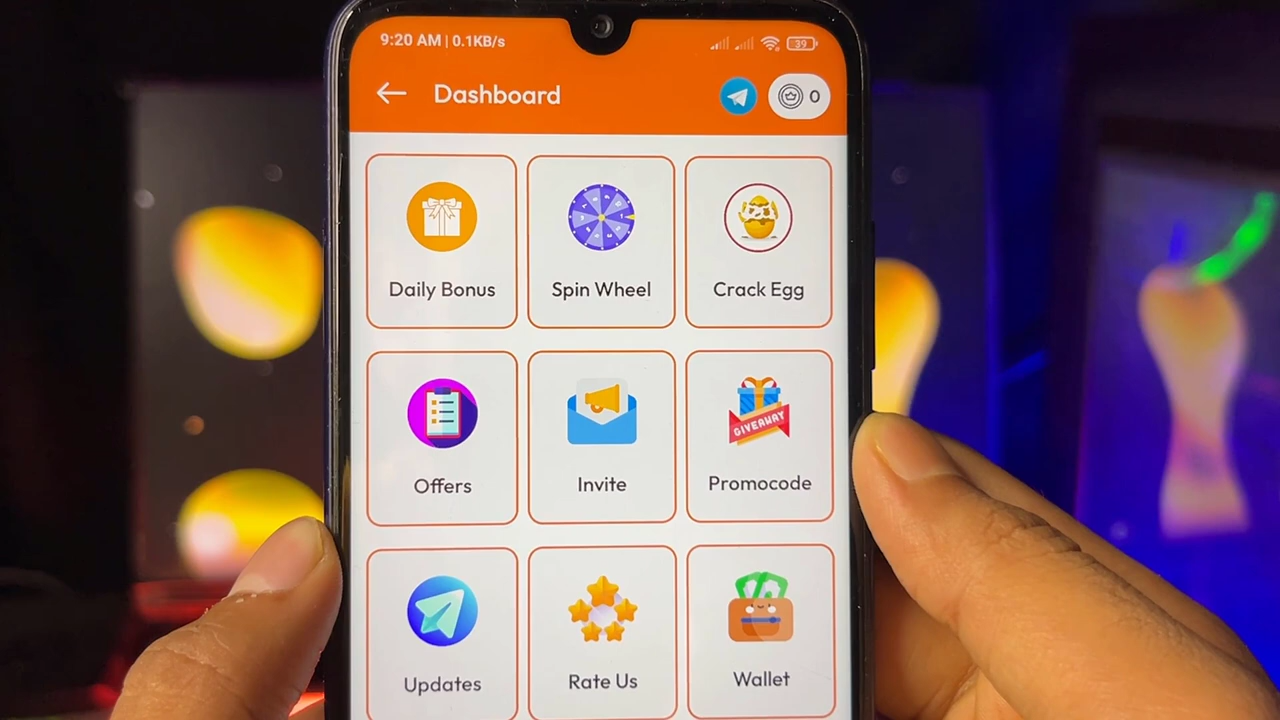 9:20 AM | 0.1KB/s
39
Dashboard
0
Daily Bonus
Spin Wheel
Crack Egg
GIVEAWAY
Offers
Invite
Promocode
Updates
Rate Us
Wallet